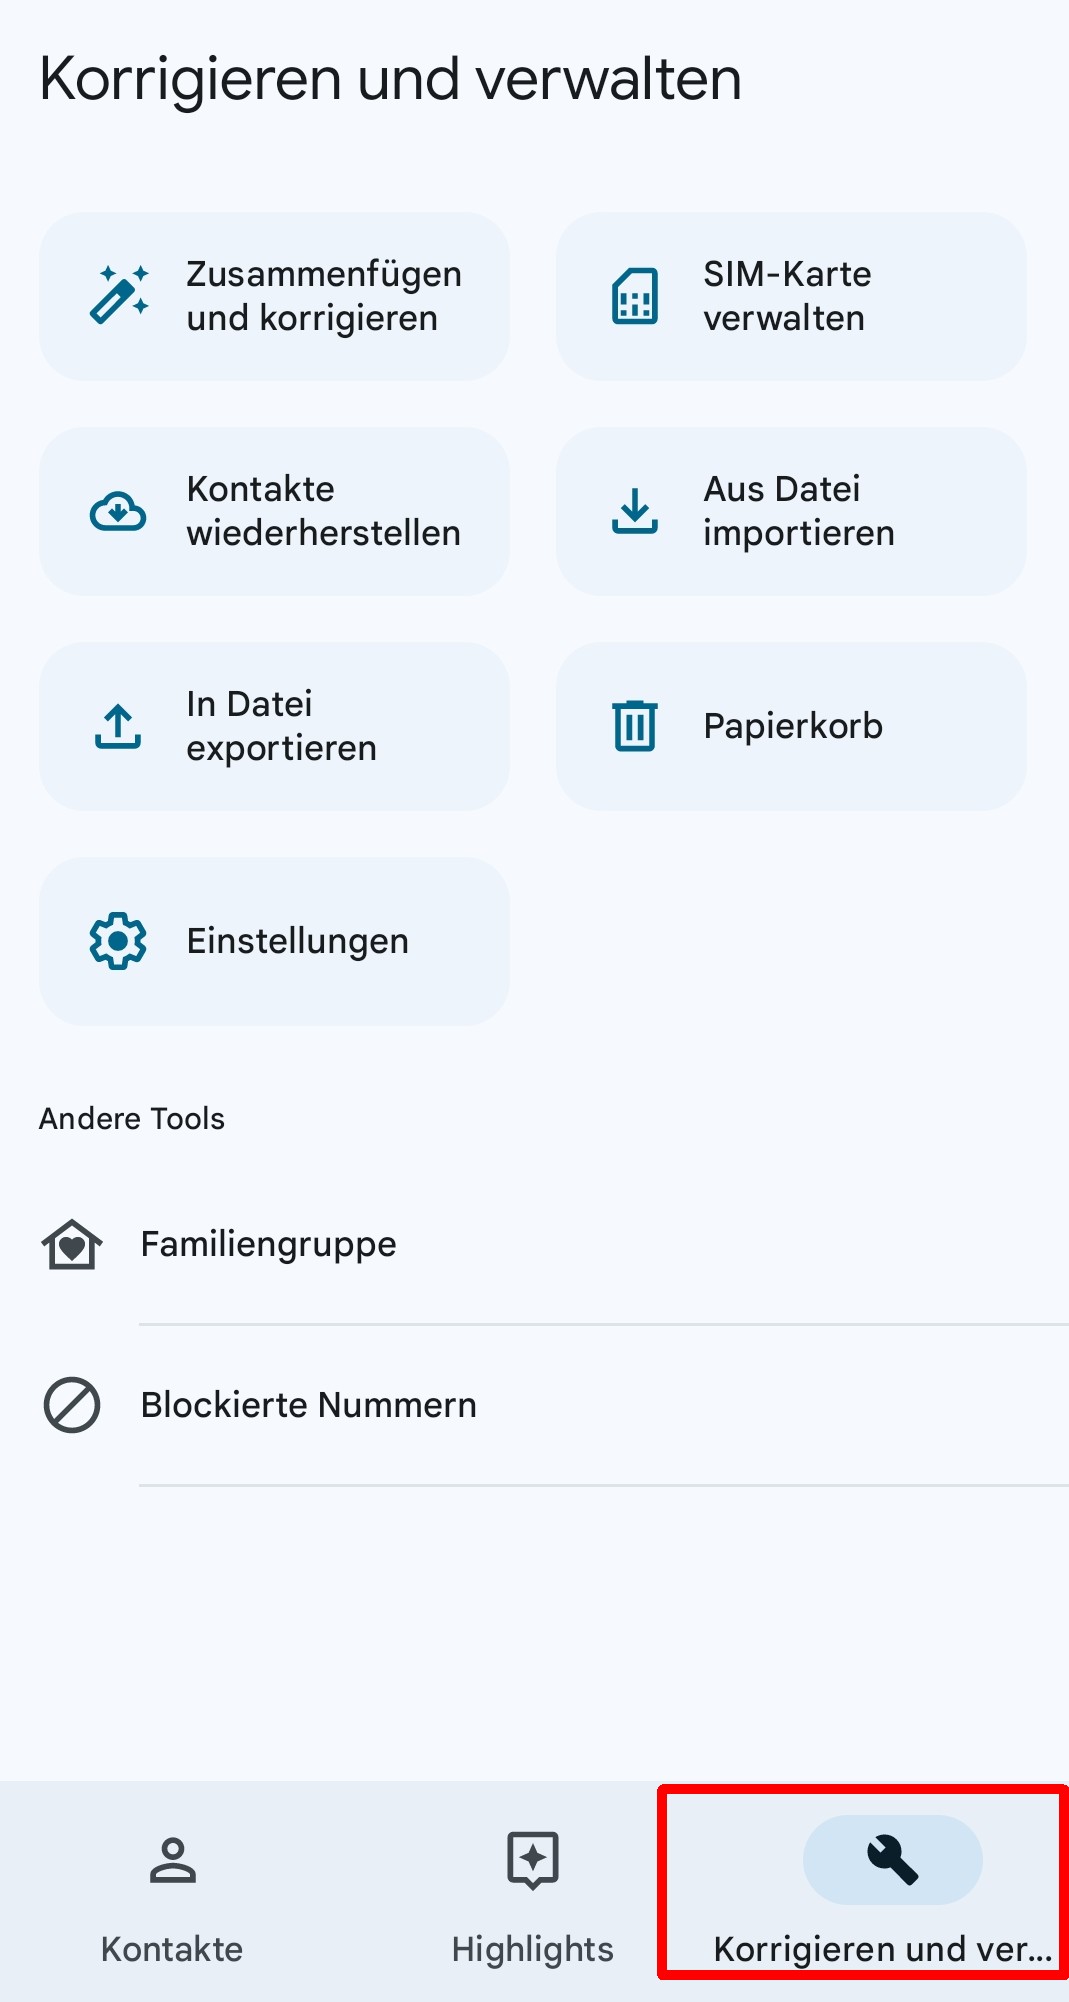 Korrigieren und verwalten
Zusammenfügen
und korrigieren
SIM-Karte
verwalten
Kontakte
wiederherstellen
Aus Datei
importieren
In Datei
exportieren
Papierkorb
Einstellungen
Andere Tools
Familiengruppe
Blockierte Nummern
Kontakte
Highlights
Korrigieren und ver...